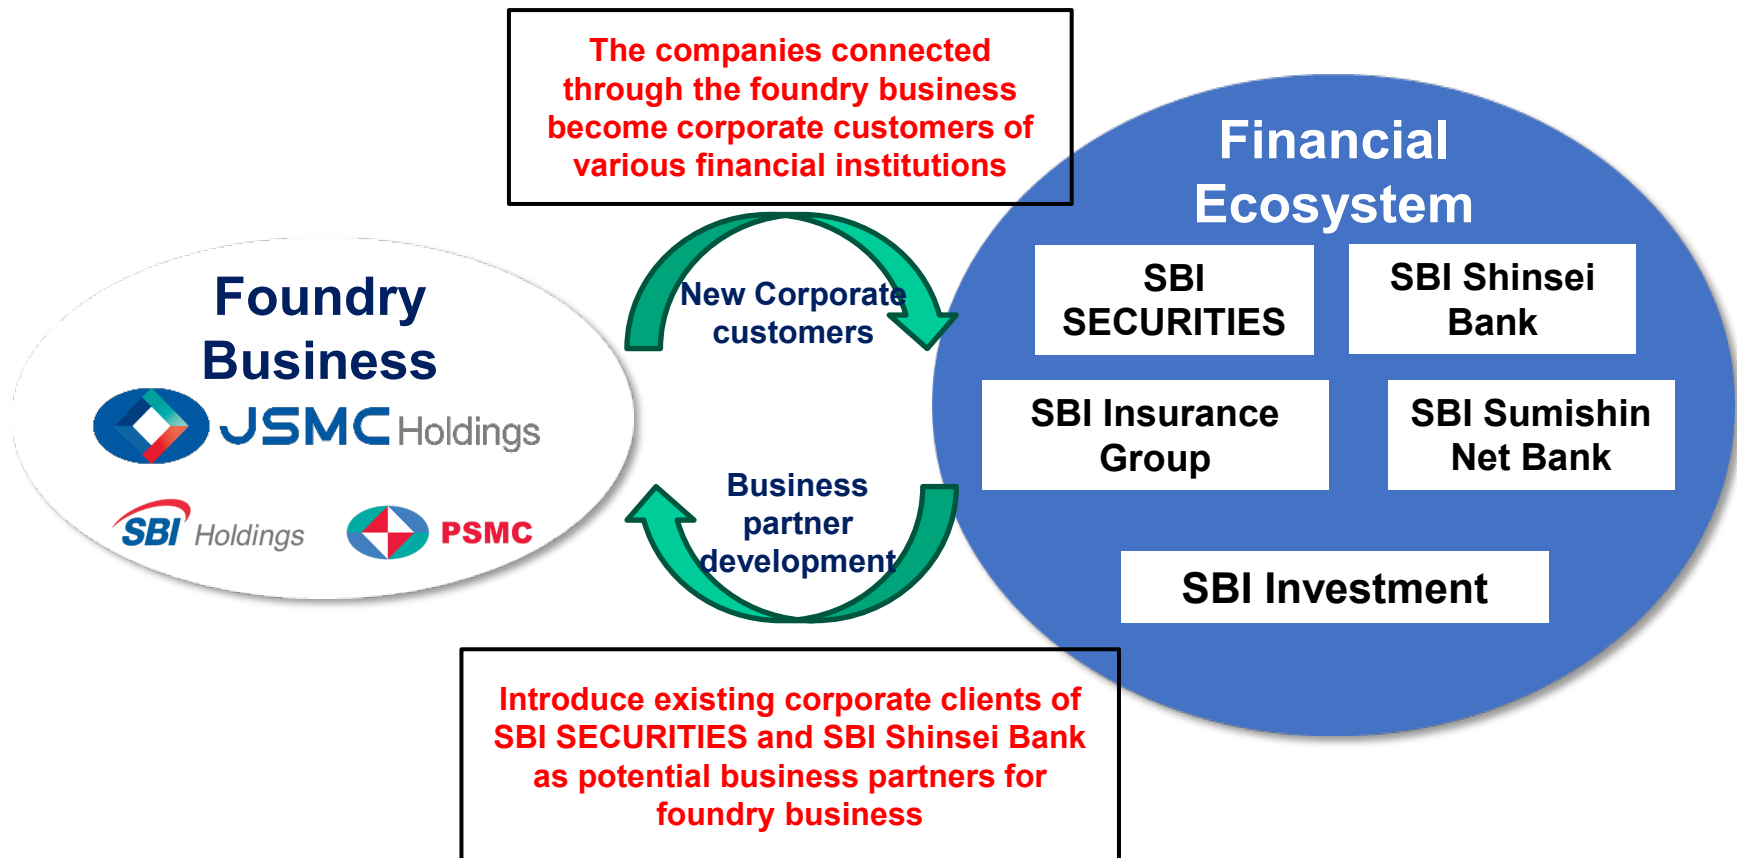 The companies connected
through the foundry business
become corporate customers of
various financial institutions
Financial
Ecosystem
SBI
SECURITIES
SBI Shinsei
Bank
SBI Insurance
Group
SBI Sumishin
Net Bank
SBI Investment
Foundry
Business
JSMC Holdings
SBI Holdings
PSMC
New Corporate
customers
Business
partner
development
Introduce existing corporate clients of
SBI SECURITIES and SBI Shinsei Bank
as potential business partners for
foundry business